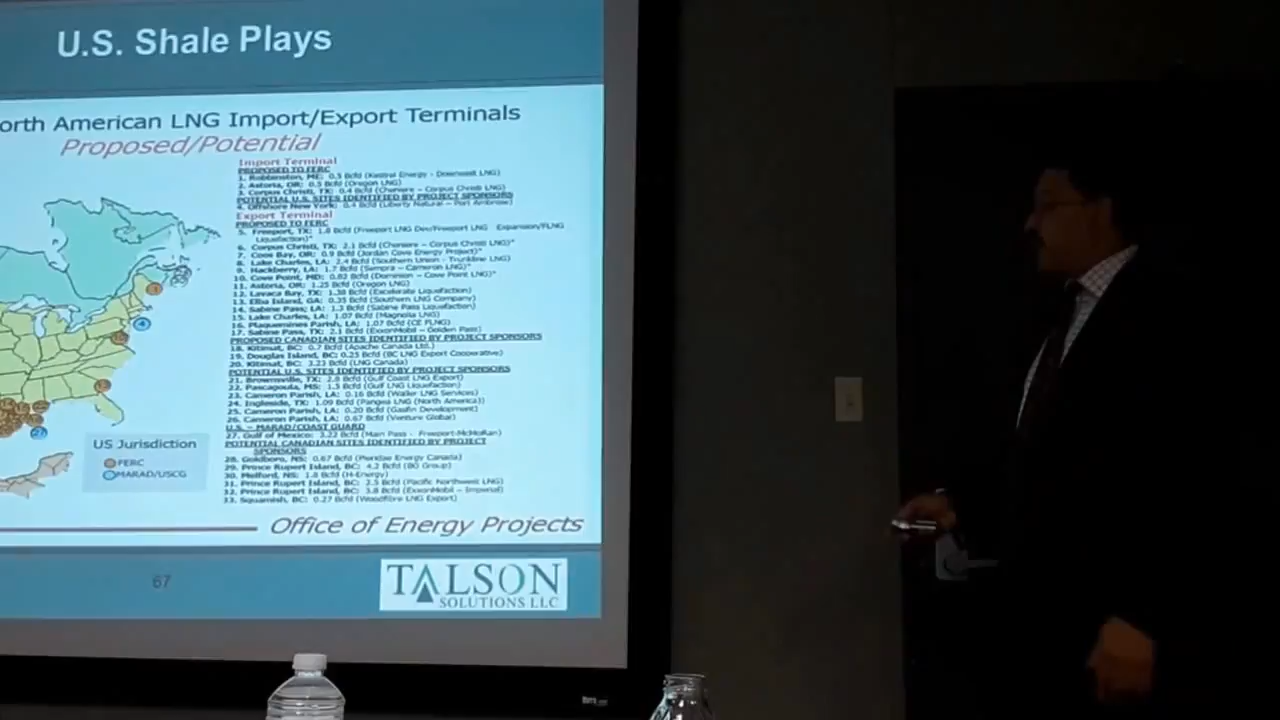 U.S. Shale Plays
orth American LNG Import/Export Terminals
Proposed/Potential
Import Terminal
PROPOSED TO FERC
1. Robbinston, ME: 0.5 Bcfd (Kestrel Energy - Downeast LNG)
2. Astoria, OR: 0.5 Bcfd (Oregon LNG)
3. Corpus Christi, TX: 0.4 Bcfd (Cheniere – Corpus Christi LNG)
POTENTIAL U.S. SITES IDENTIFIED BY PROJECT SPONSORS
4. Offshore New York: 0.4 Bcfd (Liberty Natural – Port Ambrose)
Export Terminal
PROPOSED TO FERC
5. Freeport, TX: 1.8 Bcfd (Freeport LNG Dev/Freeport LNG Expansion/FLNG
Liquefaction)*
6. Corpus Christi, TX: 2.1 Bcfd (Cheniere – Corpus Christi LNG)*
7. Coos Bay, OR: 0.9 Bcfd (Jordan Cove Energy Project)*
8. Lake Charles, LA: 2.4 Bcfd (Southern Union - Trunkline LNG)
9. Hackberry, LA: 1.7 Bcfd (Sempra – Cameron LNG)*
10. Cove Point, MD: 0.82 Bcfd (Dominion – Cove Point LNG)*
11. Astoria, OR: 1.25 Bcfd (Oregon LNG)
12. Lavaca Bay, TX: 1.38 Bcfd (Excelerate Liquefaction)
13. Elba Island, GA: 0.35 Bcfd (Southern LNG Company)
14. Sabine Pass, LA: 1.3 Bcfd (Sabine Pass Liquefaction)
15. Lake Charles, LA: 1.07 Bcfd (Magnolia LNG)
16. Plaquemines Parish, LA: 1.07 Bcfd (CE FLNG)
17. Sabine Pass, TX: 2.1 Bcfd (ExxonMobil – Golden Pass)
PROPOSED CANADIAN SITES IDENTIFIED BY PROJECT SPONSORS
18. Kitimat, BC: 0.7 Bcfd (Apache Canada Ltd.)
19. Douglas Island, BC: 0.25 Bcfd (BC LNG Export Cooperative)
20. Kitimat, BC: 3.23 Bcfd (LNG Canada)
POTENTIAL U.S. SITES IDENTIFIED BY PROJECT SPONSORS
21. Brownsville, TX: 2.8 Bcfd (Gulf Coast LNG Export)
22. Pascagoula, MS: 1.5 Bcfd (Gulf LNG Liquefaction)
23. Cameron Parish, LA: 0.16 Bcfd (Waller LNG Services)
24. Ingleside, TX: 1.09 Bcfd (Pangea LNG (North America))
25. Cameron Parish, LA: 0.20 Bcfd (Gasfin Development)
26. Cameron Parish, LA: 0.67 Bcfd (Venture Global)
U.S. – MARAD/COAST GUARD
27. Gulf of Mexico: 3.22 Bcfd (Main Pass - Freeport-McMoRan)
POTENTIAL CANADIAN SITES IDENTIFIED BY PROJECT
SPONSORS
28. Goldboro, NS: 0.67 Bcfd (Pieridae Energy Canada)
29. Prince Rupert Island, BC: 4.2 Bcfd (BG Group)
30. Melford, NS: 1.8 Bcfd (H-Energy)
31. Prince Rupert Island, BC: 2.5 Bcfd (Pacific Northwest LNG)
32. Prince Rupert Island, BC: 3.8 Bcfd (ExxonMobil – Imperial)
33. Squamish, BC: 0.27 Bcfd (Woodfibre LNG Export)
1
4
27
US Jurisdiction
FERC
MARAD/USCG
Office of Energy Projects
67
TALSON
SOLUTIONS LLC